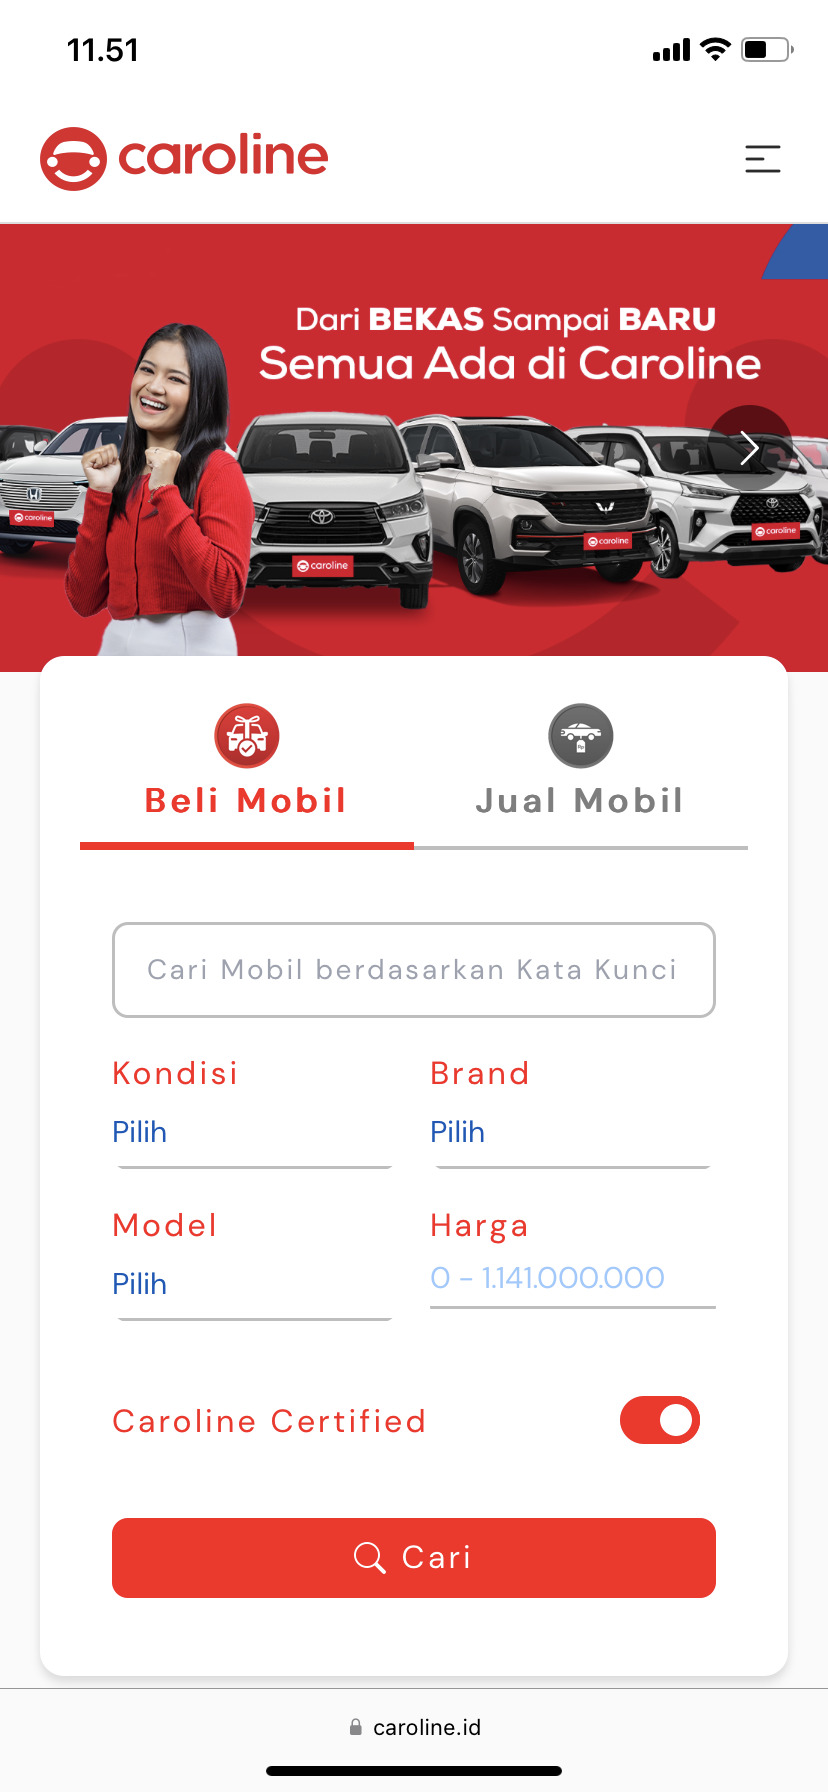 11.51
caroline
Dari BEKAS Sampai BARU
Semua Ada di Caroline
caroline
caroline
caroline
caroline
Beli Mobil
Jual Mobil
Cari Mobil berdasarkan Kata Kunci
Kondisi
Brand
Pilih
Pilih
Model
Harga
Pilih
0 - 1.141.000.000
Caroline Certified
Cari
caroline.id